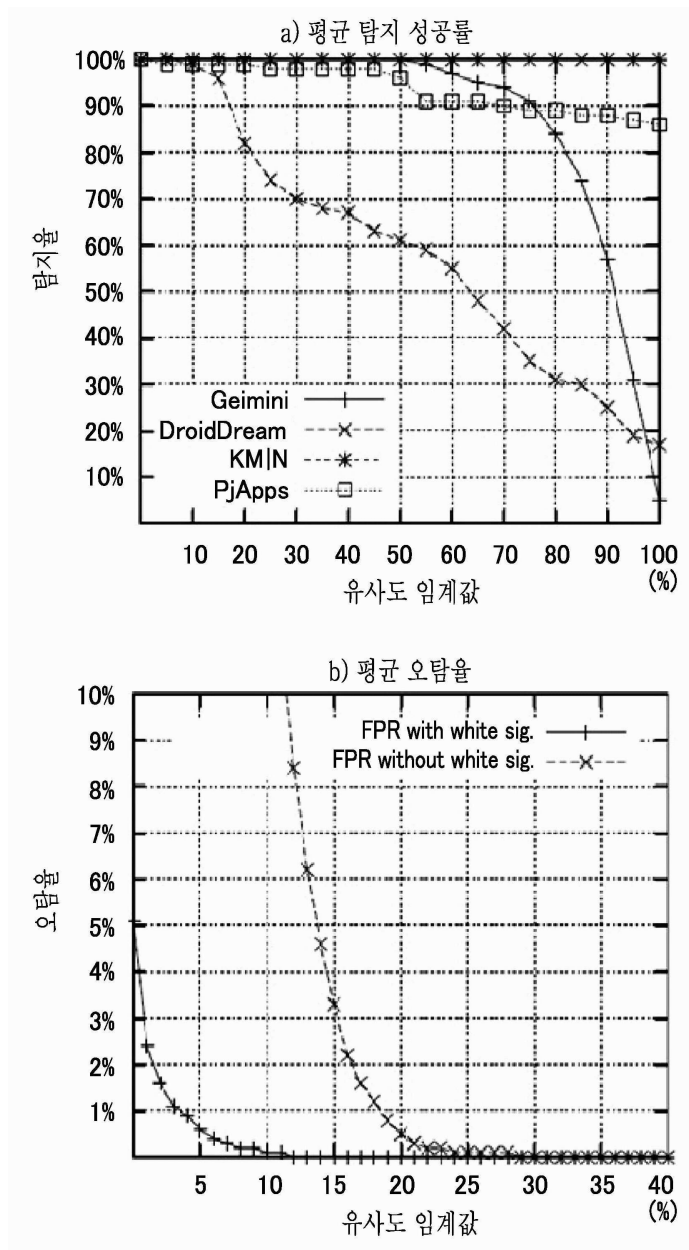 a) 평균 탐지 성공률
100%
90%
80%
70%
60%
50%
40%
30%
20%
10%
탐지율
Geimini
DroidDream
KM|N
PjApps
10 20 30 40 50 60 70 80 90 100
(%)
유사도 임계값
b) 평균 오탐율
10%
9%
8%
7%
6%
5%
4%
3%
2%
1%
오탐율
FPR with white sig.
FPR without white sig.
5 10 15 20 25 30 35 40
(%)
유사도 임계값